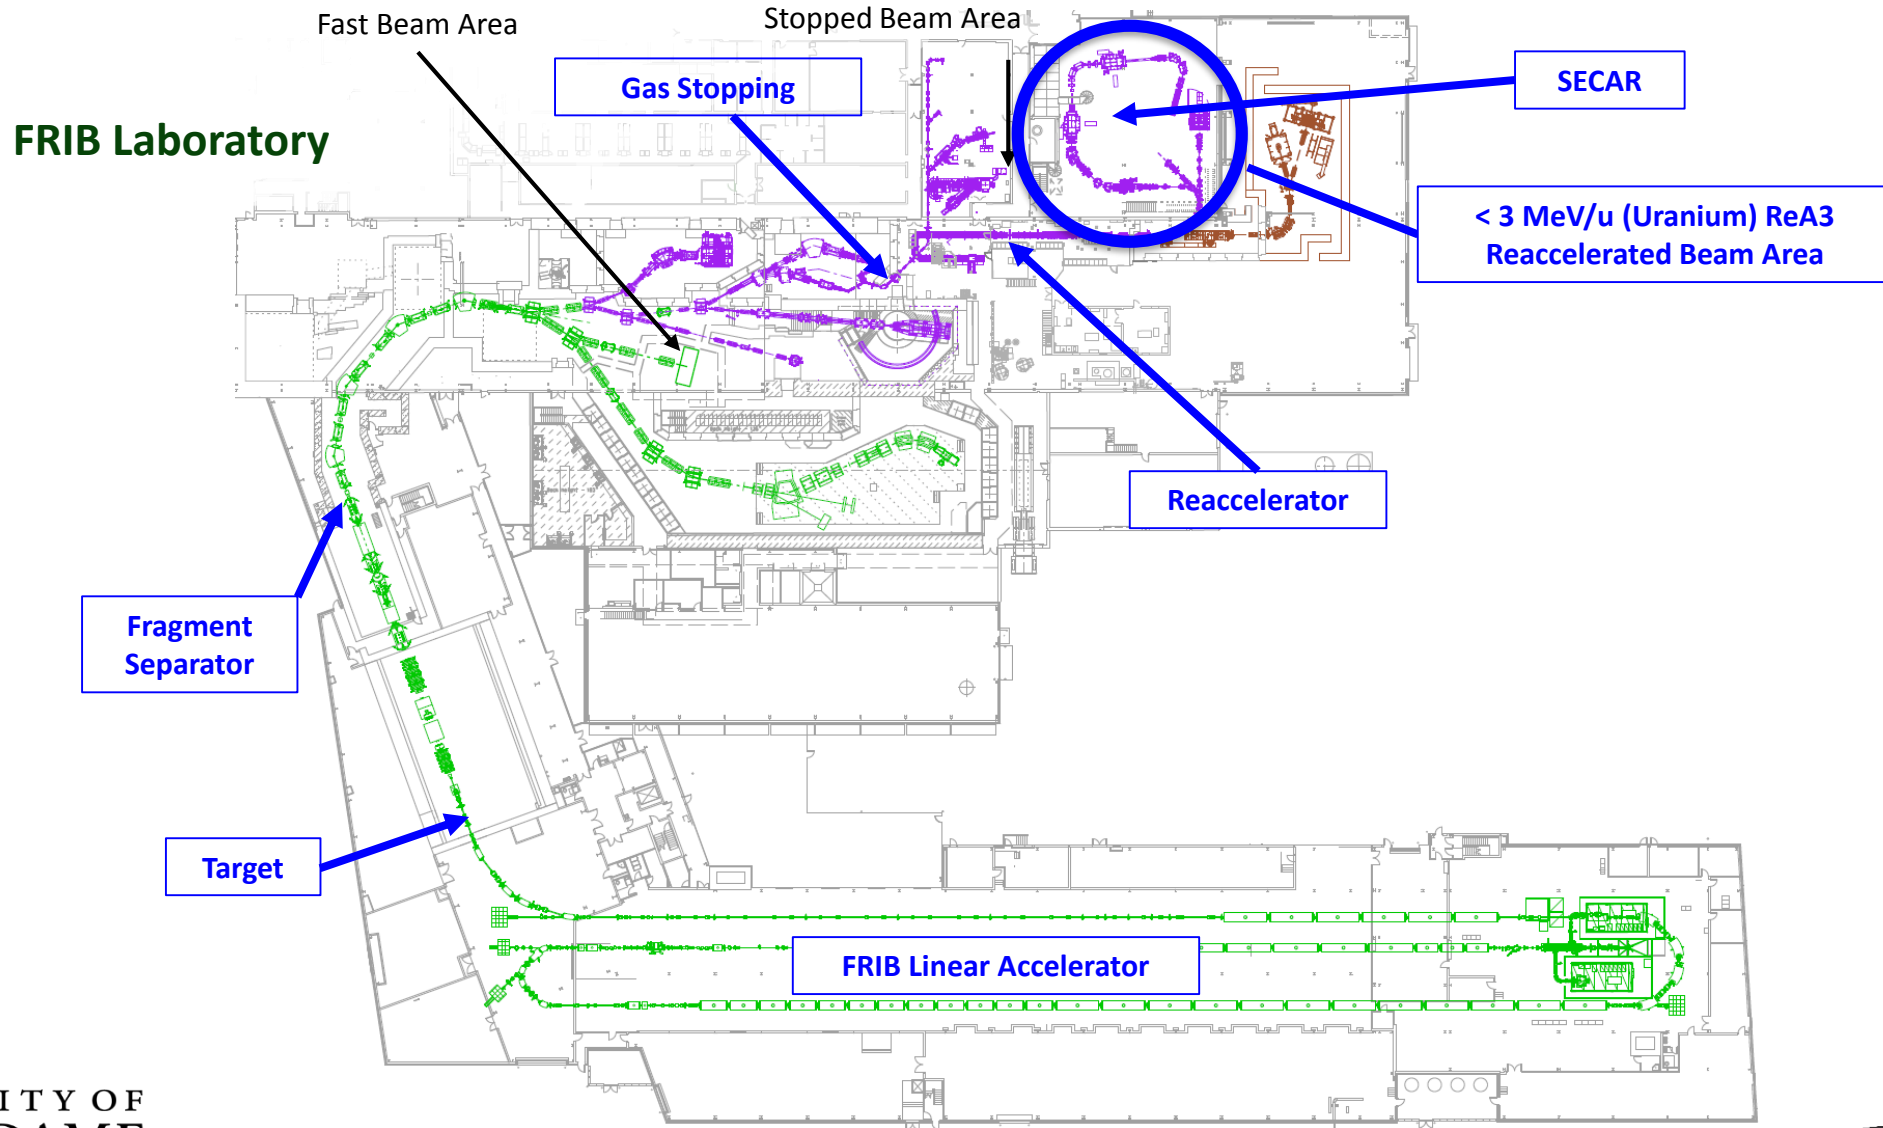 Fast Beam Area
Stopped Beam Area
Gas Stopping
SECAR
FRIB Laboratory
< 3 MeV/u (Uranium) ReA3
Reaccelerated Beam Area
Reaccelerator
Fragment
Separator
Target
FRIB Linear Accelerator
ITY OF
DAME